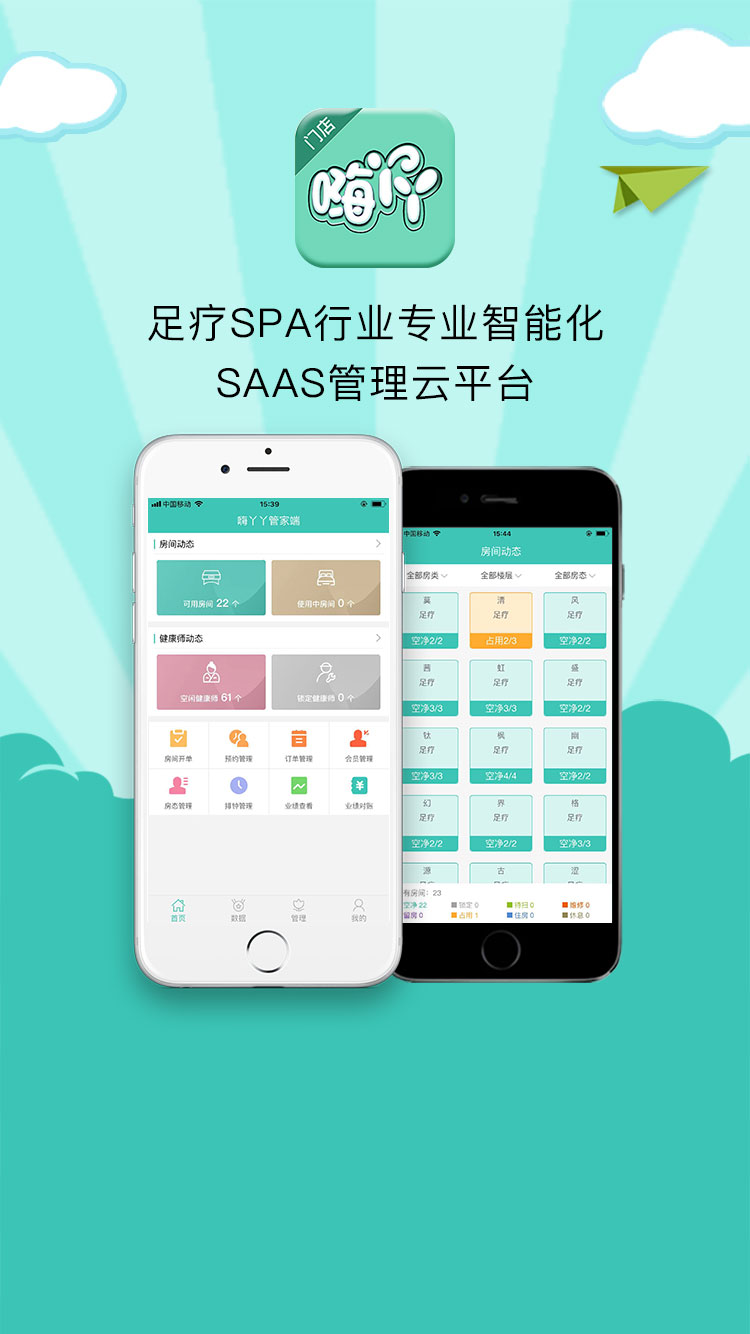 门店
嗨丫丫
足疗SPA行业专业智能化
SAAS管理云平台
中国移动 15:39
嗨丫丫管家端
房间动态
可用房间 22 个 使用中房间 0 个
健康师动态
空闲健康师 61 个 锁定健康师 0 个
房间开单 预约管理 订单管理 会员管理
房态管理 排钟管理 业绩查看 业绩对账
首页 数据 管理 我的
中国移动 15:44
房间动态
全部房类 全部楼层 全部房态
莫 清 风
足疗 足疗 足疗
空净2/2 占用2/3 空净2/2
茜 虹 盛
足疗 足疗 足疗
空净3/3 空净3/3 空净2/2
钛 枫 幽
足疗 足疗 足疗
空净3/3 空净4/4 空净2/2
幻 界 格
足疗 足疗 足疗
空净2/2 空净2/2 空净3/3
源 古 涩
有房间: 23
空净 22 锁定 0 待扫 0 维修 0
留房 0 占用 1 住房 0 休息 0